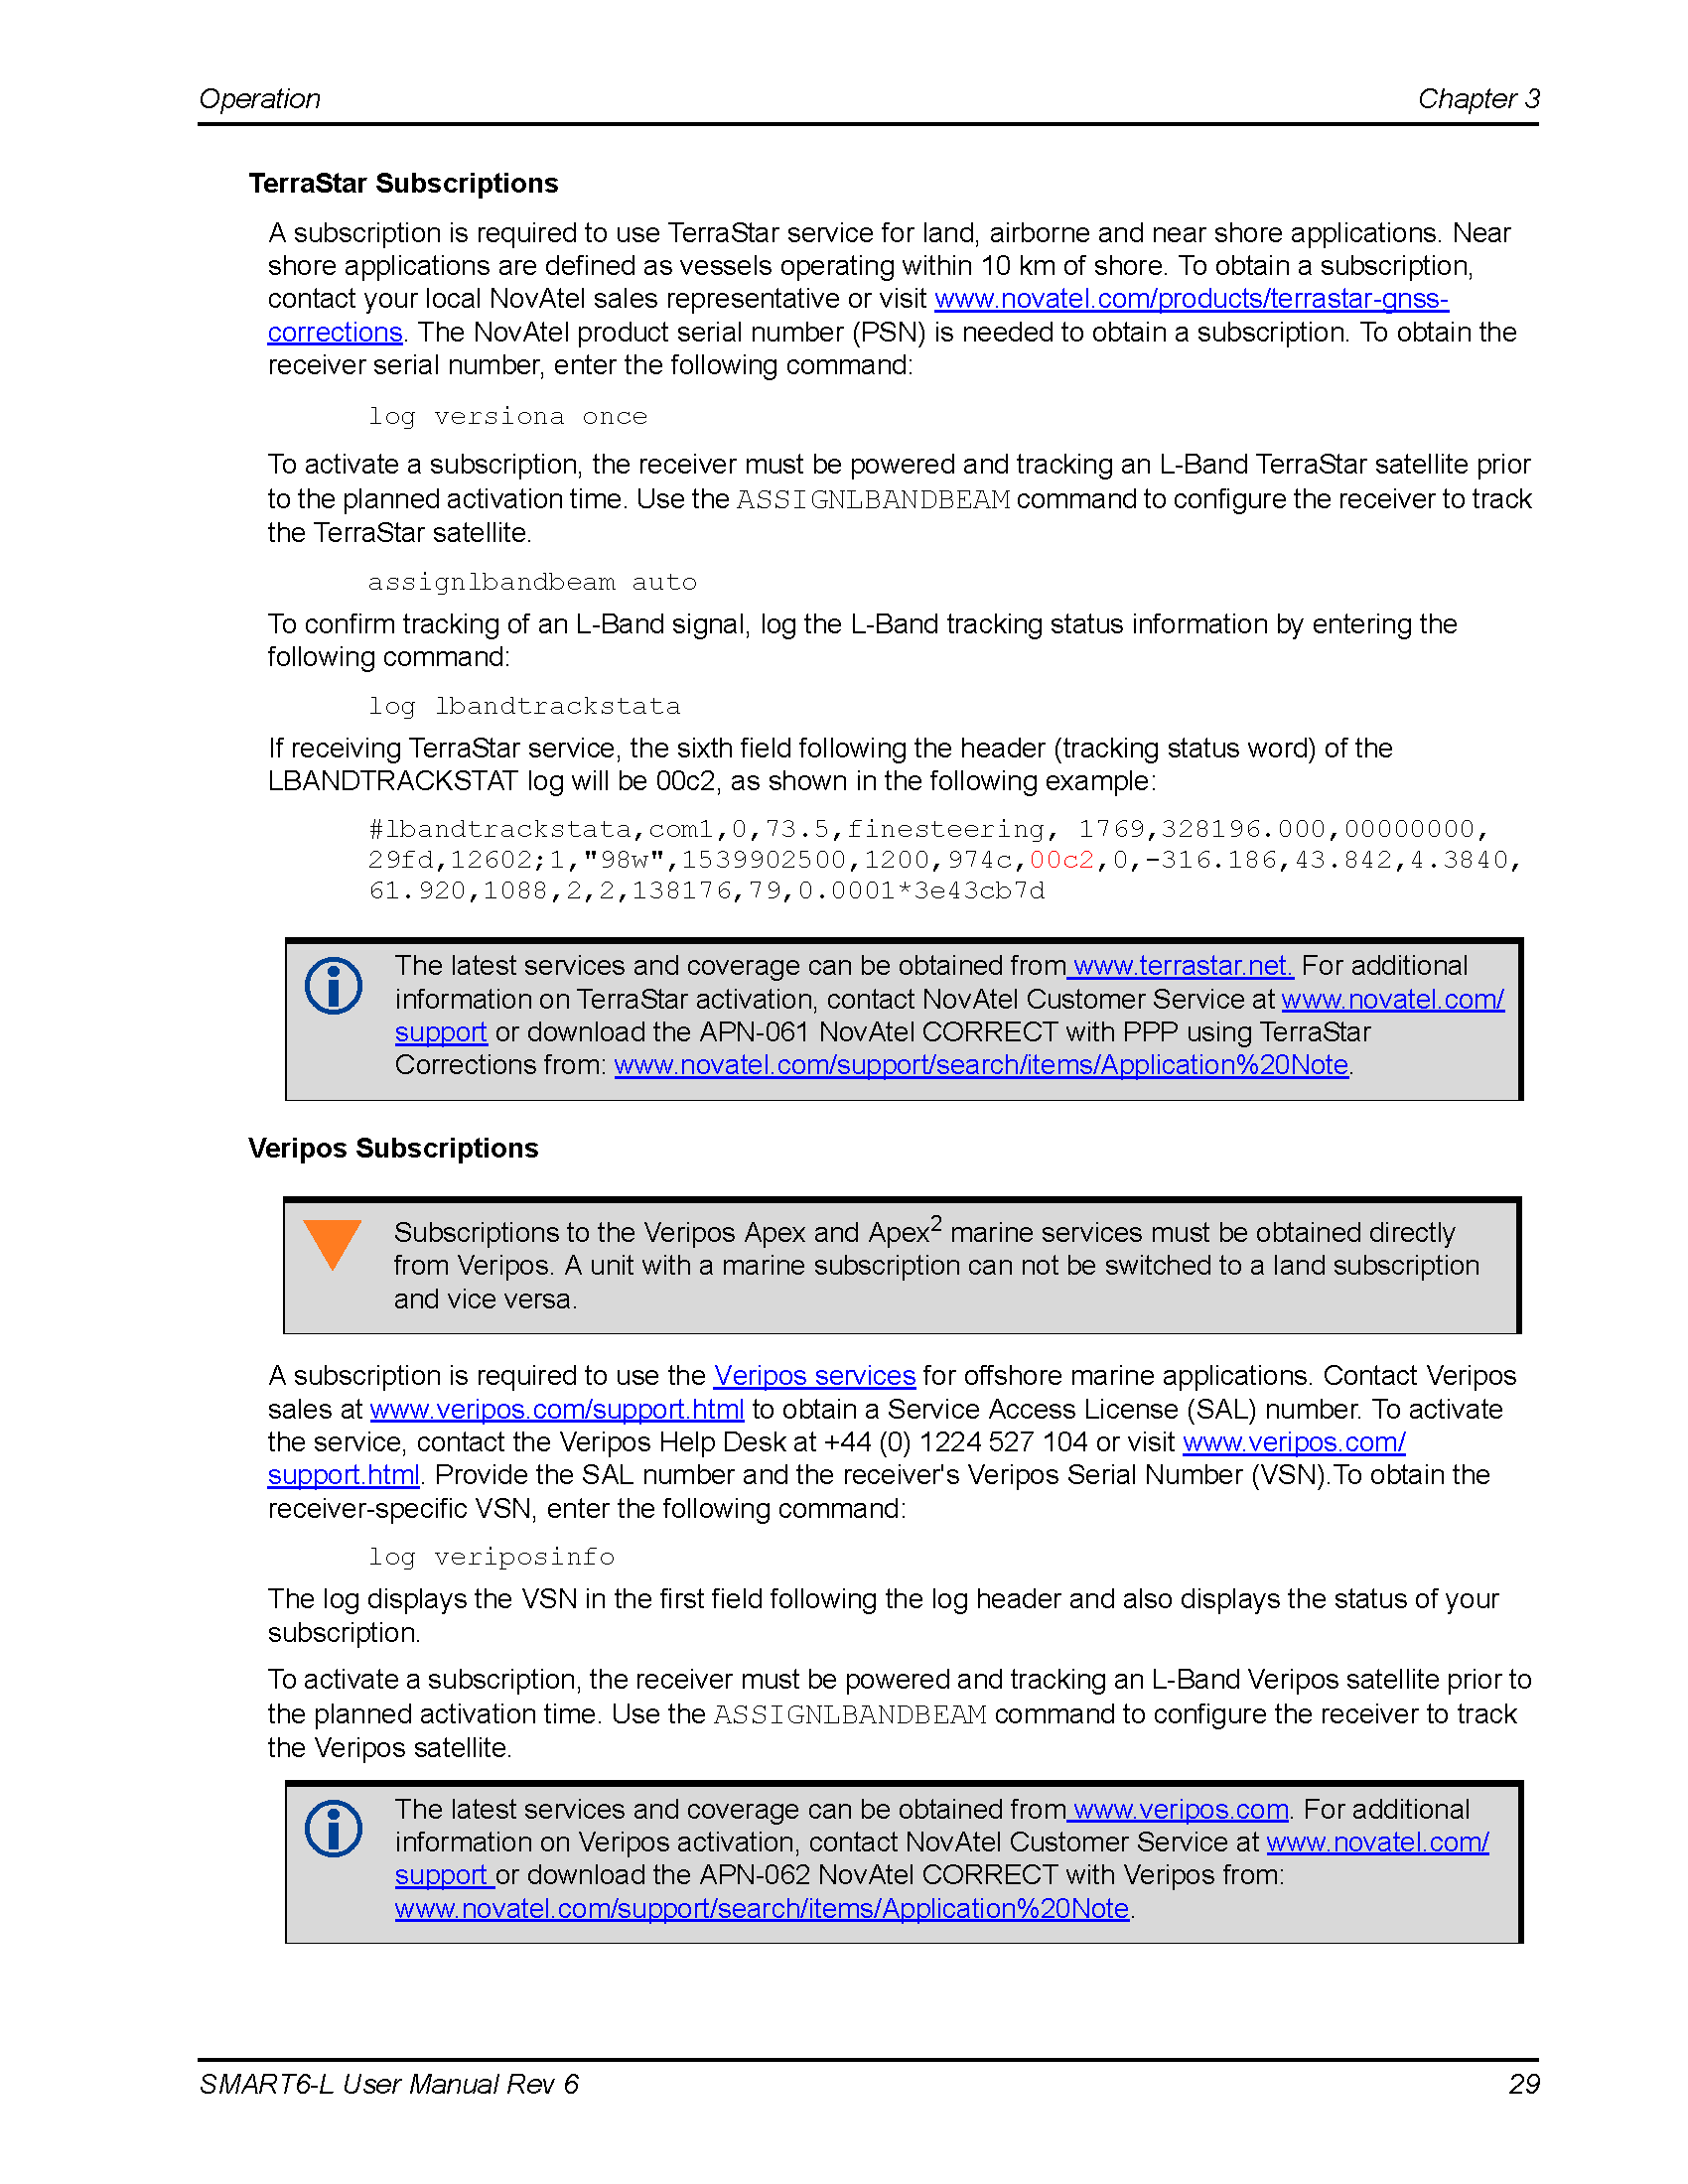 Operation Chapter 3
TerraStar Subscriptions
A subscription is required to use TerraStar service for land, airborne and near shore applications. Near
shore applications are defined as vessels operating within 10 km of shore. To obtain a subscription,
contact your local NovAtel sales representative or visit www.novatel.com/products/terrastar-gnss-
corrections. The NovAtel product serial number (PSN) is needed to obtain a subscription. To obtain the
receiver serial number, enter the following command:
log versiona once
To activate a subscription, the receiver must be powered and tracking an L-Band TerraStar satellite prior
to the planned activation time. Use the ASSIGNLBANDBEAM command to configure the receiver to track
the TerraStar satellite.
assignlbandbeam auto
To confirm tracking of an L-Band signal, log the L-Band tracking status information by entering the
following command:
log lbandtrackstata
If receiving TerraStar service, the sixth field following the header (tracking status word) of the
LBANDTRACKSTAT log will be 00c2, as shown in the following example:
#lbandtrackstata,com1,0,73.5,finesteering, 1769,328196.000,00000000,
29fd,12602;1,"98w",1539902500,1200,974c,00c2,0,-316.186,43.842,4.3840,
61.920,1088,2,2,138176,79,0.0001*3e43cb7d
The latest services and coverage can be obtained from www.terrastar.net. For additional
information on TerraStar activation, contact NovAtel Customer Service at www.novatel.com/
support or download the APN-061 NovAtel CORRECT with PPP using TerraStar
Corrections from: www.novatel.com/support/search/items/Application%20Note.
Veripos Subscriptions
Subscriptions to the Veripos Apex and Apex² marine services must be obtained directly
from Veripos. A unit with a marine subscription can not be switched to a land subscription
and vice versa.
A subscription is required to use the Veripos services for offshore marine applications. Contact Veripos
sales at www.veripos.com/support.html to obtain a Service Access License (SAL) number. To activate
the service, contact the Veripos Help Desk at +44 (0) 1224 527 104 or visit www.veripos.com/
support.html. Provide the SAL number and the receiver's Veripos Serial Number (VSN).To obtain the
receiver-specific VSN, enter the following command:
log veriposinfo
The log displays the VSN in the first field following the log header and also displays the status of your
subscription.
To activate a subscription, the receiver must be powered and tracking an L-Band Veripos satellite prior to
the planned activation time. Use the ASSIGNLBANDBEAM command to configure the receiver to track
the Veripos satellite.
The latest services and coverage can be obtained from www.veripos.com. For additional
information on Veripos activation, contact NovAtel Customer Service at www.novatel.com/
support or download the APN-062 NovAtel CORRECT with Veripos from:
www.novatel.com/support/search/items/Application%20Note.
SMART6-L User Manual Rev 6 29